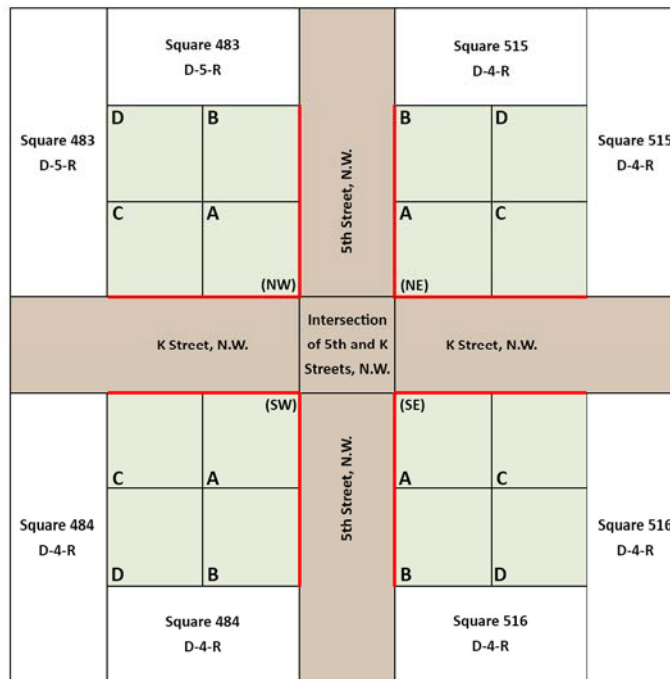 Square 483
D-5-R
Square 515
D-4-R
D
B
B
D
Square 483
D-5-R
Square 515
D-4-R
5th Street, N.W.
C
A
A
C
(NW)
(NE)
K Street, N.W.
Intersection
of 5th and K
Streets, N.W.
K Street, N.W.
(SW)
(SE)
C
A
A
C
5th Street, N.W.
Square 484
D-4-R
Square 516
D-4-R
D
B
B
D
Square 484
D-4-R
Square 516
D-4-R